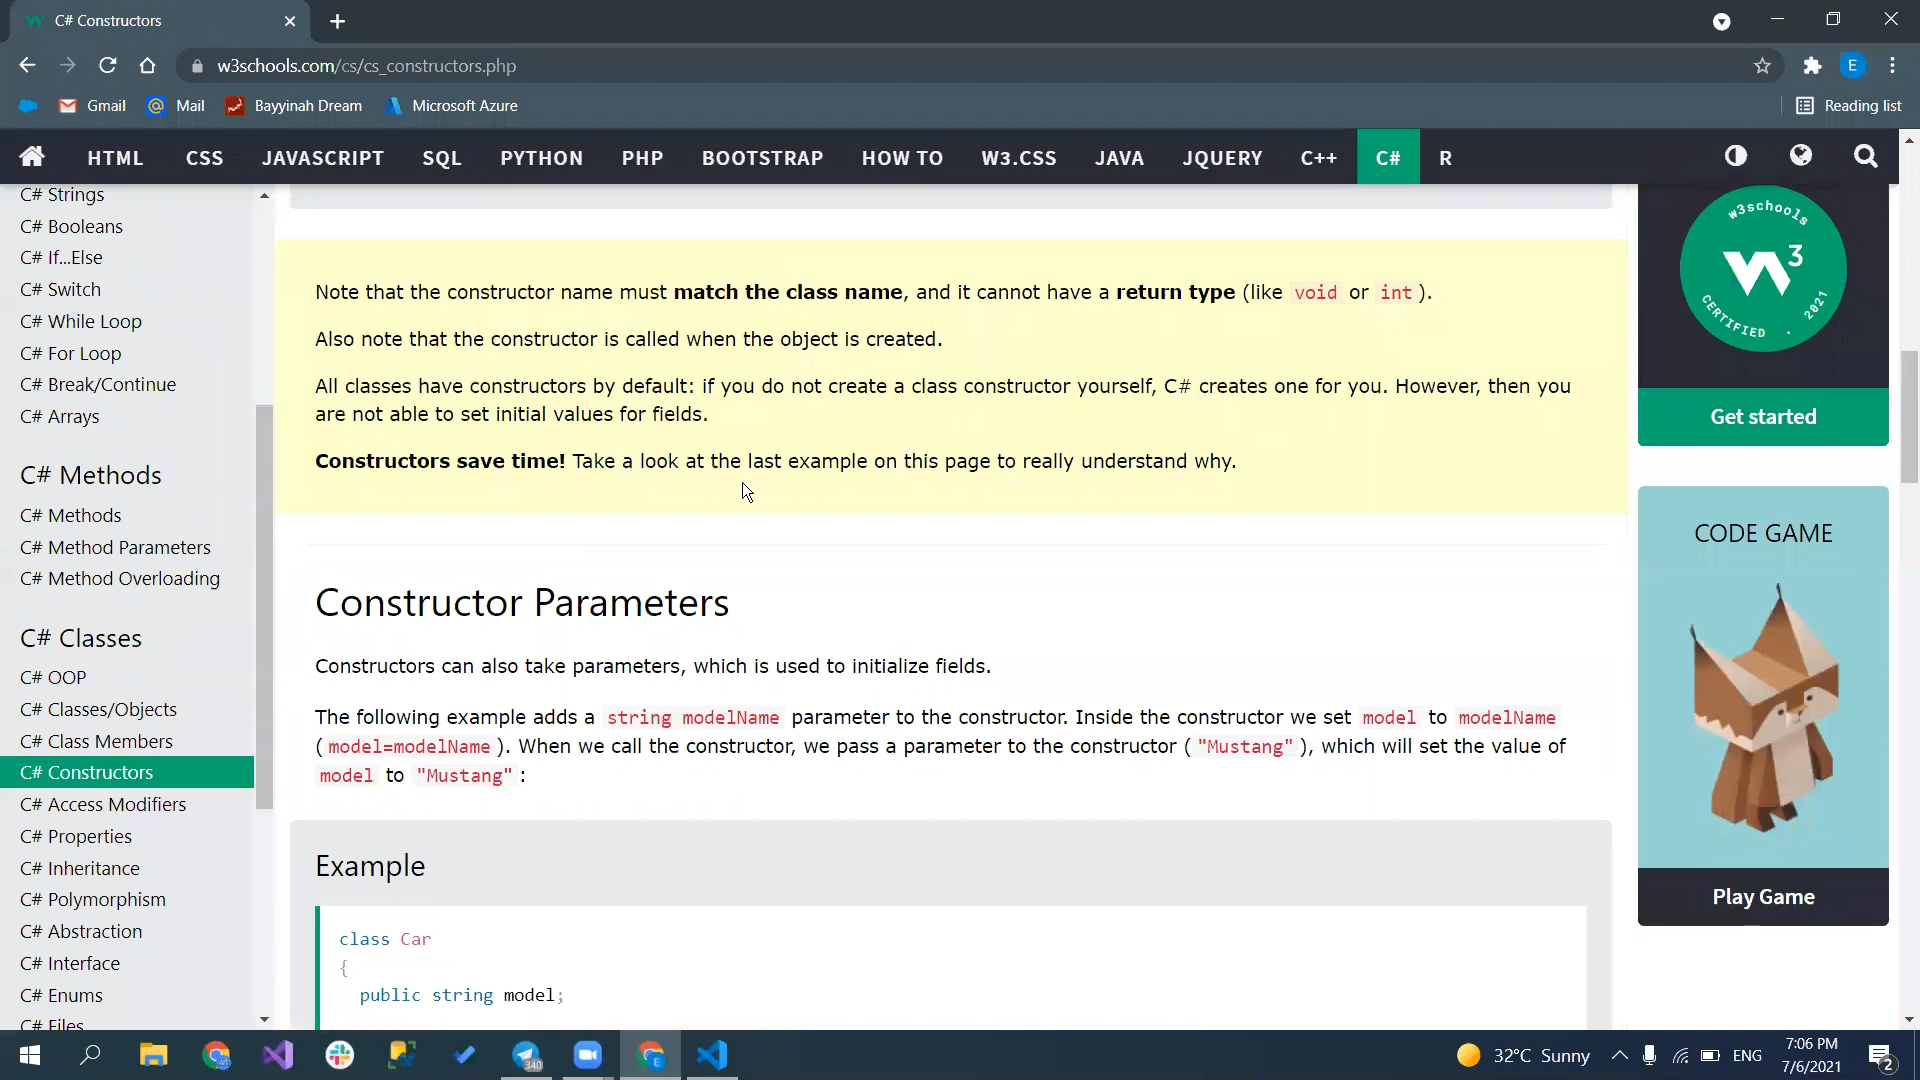 C# Constructors
w3schools.com/cs/cs_constructors.php
E
Gmail
Mail
Bayyinah Dream
Microsoft Azure
Reading list
HTML CSS JAVASCRIPT SQL PYTHON PHP BOOTSTRAP HOW TO W3.CSS JAVA JQUERY C++ C# R
C# Strings
C# Booleans
C# If...Else
C# Switch
C# While Loop
C# For Loop
C# Break/Continue
C# Arrays
C# Methods
C# Methods
C# Method Parameters
C# Method Overloading
C# Classes
C# OOP
C# Classes/Objects
C# Class Members
C# Constructors
C# Access Modifiers
C# Properties
C# Inheritance
C# Polymorphism
C# Abstraction
C# Interface
C# Enums
C# Files
Note that the constructor name must match the class name, and it cannot have a return type (like void or int).
Also note that the constructor is called when the object is created.
All classes have constructors by default: if you do not create a class constructor yourself, C# creates one for you. However, then you
are not able to set initial values for fields.
Constructors save time! Take a look at the last example on this page to really understand why.
Constructor Parameters
Constructors can also take parameters, which is used to initialize fields.
The following example adds a string modelName parameter to the constructor. Inside the constructor we set model to modelName
(model=modelName). When we call the constructor, we pass a parameter to the constructor ("Mustang"), which will set the value of
model to "Mustang":
Example
class Car
{
public string model;
w3schools
W3
CERTIFIED . 2021
Get started
CODE GAME
Play Game
340
E
32°C Sunny
ENG
7:06 PM
7/6/2021
2